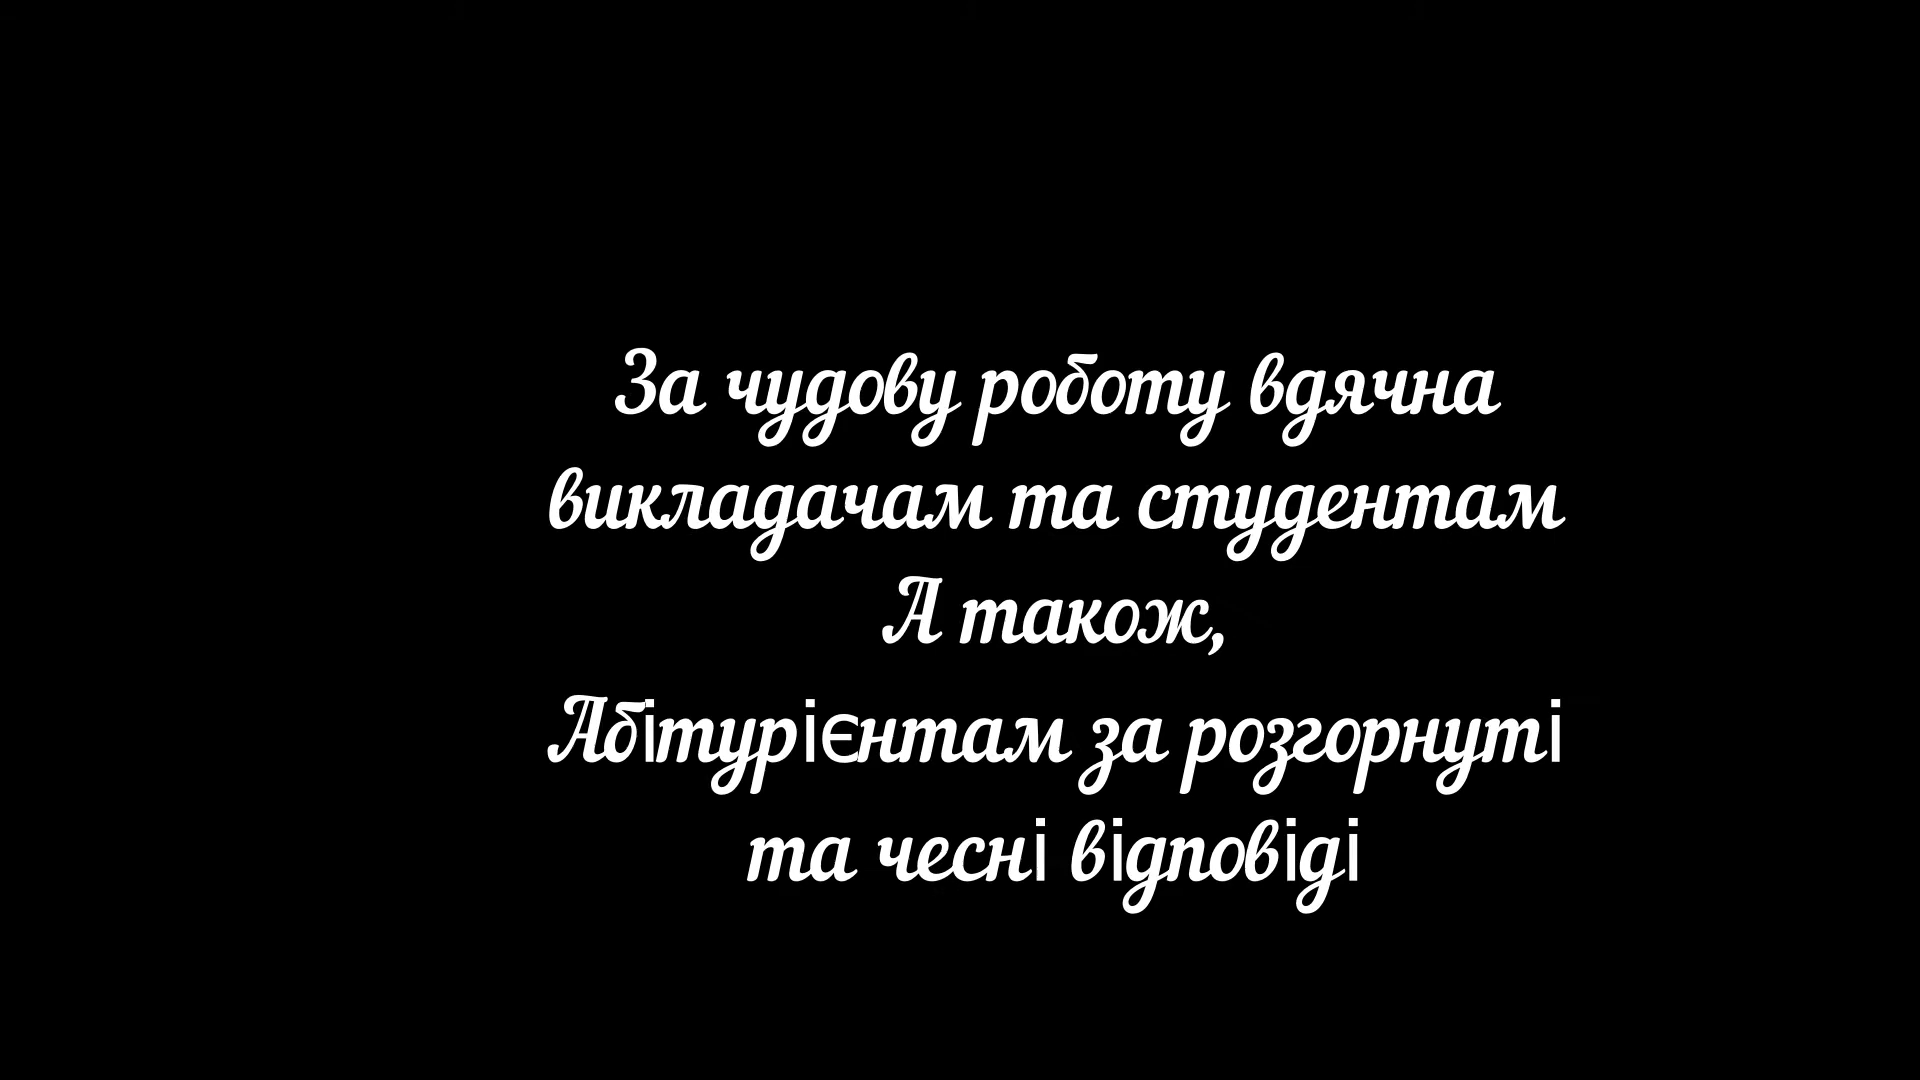 За чудову роботу вдячна
викладачам та студентам
А також,
Абітурієнтам за розгорнуті
та чесні відповіді